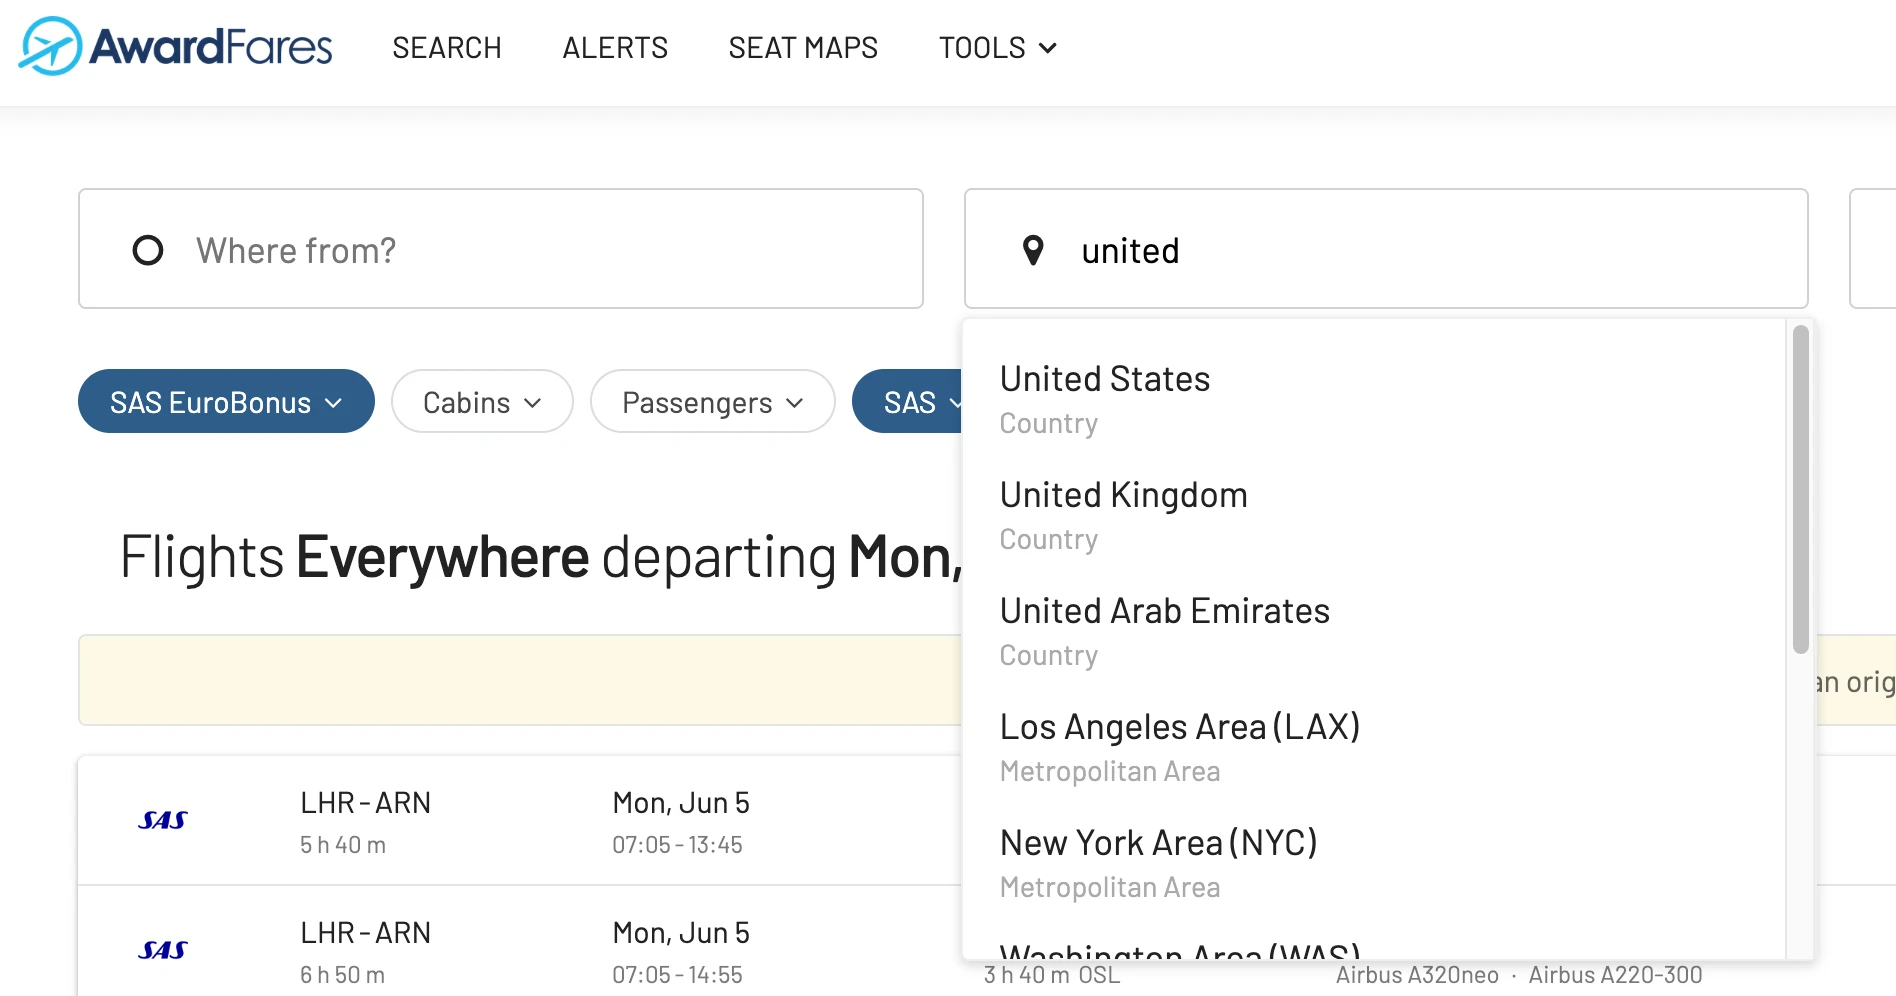 AwardFares SEARCH ALERTS SEAT MAPS TOOLS
Where from? united
SAS EuroBonus Cabins Passengers SAS
United States
Country
United Kingdom
Country
United Arab Emirates
Country
Los Angeles Area (LAX)
Metropolitan Area
New York Area (NYC)
Metropolitan Area
Washington Area (WAS)
Flights Everywhere departing Mon,
an orig
SAS LHR - ARN Mon, Jun 5
5 h 40 m 07:05 - 13:45
SAS LHR - ARN Mon, Jun 5
6 h 50 m 07:05 - 14:55 3 h 40 m OSL Airbus A320neo · Airbus A220-300